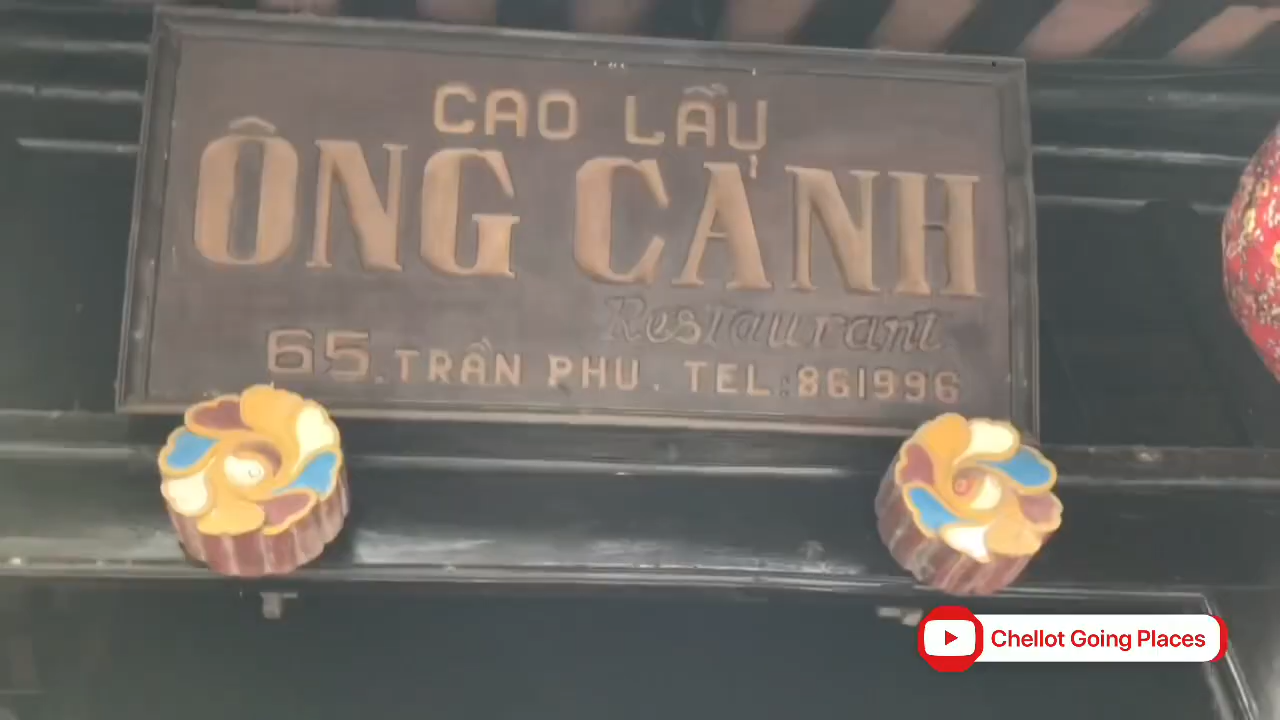 CAO LẦU
ÔNG CẢNH
Restaurant
65. TRẦN PHU. TEL: 861996
Chellot Going Places